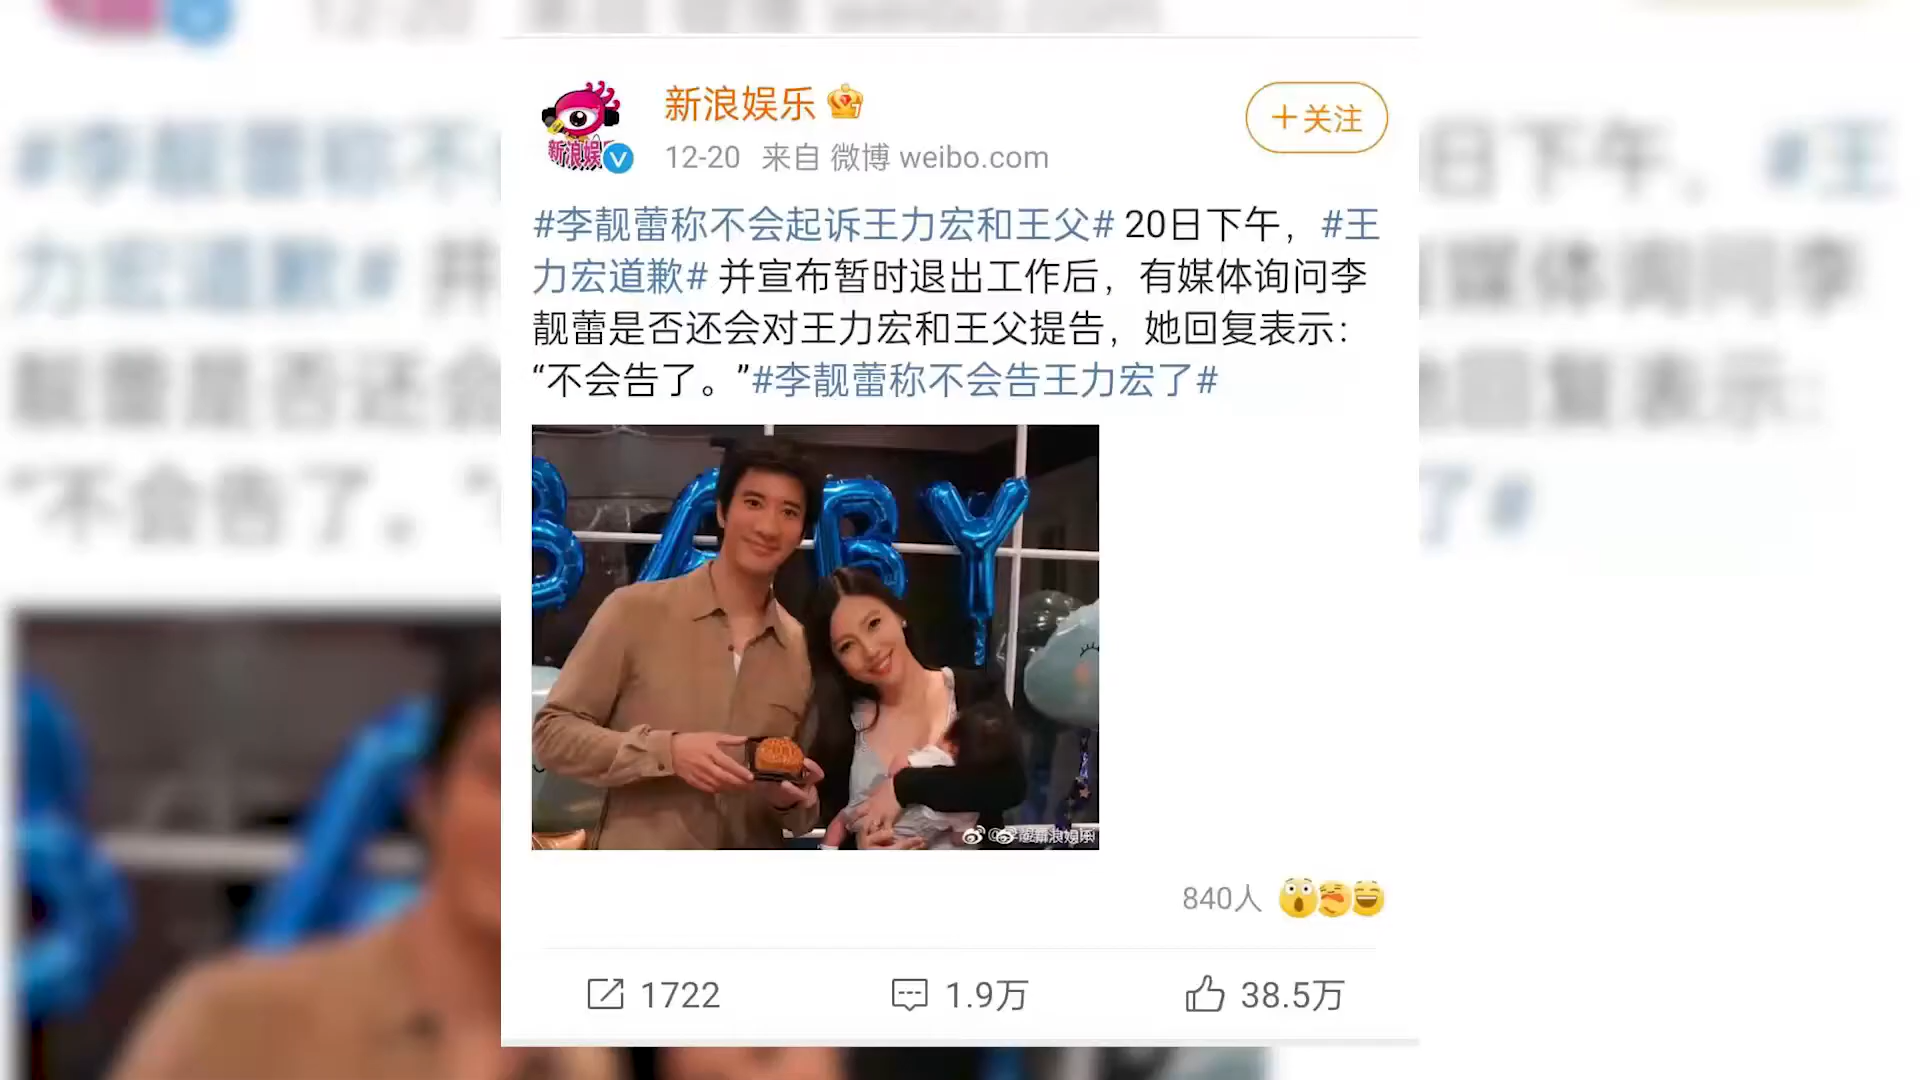 新浪娱乐
12-20 来自 微博 weibo.com
+关注
#李靓蕾称不会起诉王力宏和王父# 20日下午，#王
力宏道歉# 并宣布暂时退出工作后，有媒体询问李
靓蕾是否还会对王力宏和王父提告，她回复表示：
“不会告了。”#李靓蕾称不会告王力宏了#
BABY
840人
1722
1.9万
38.5万